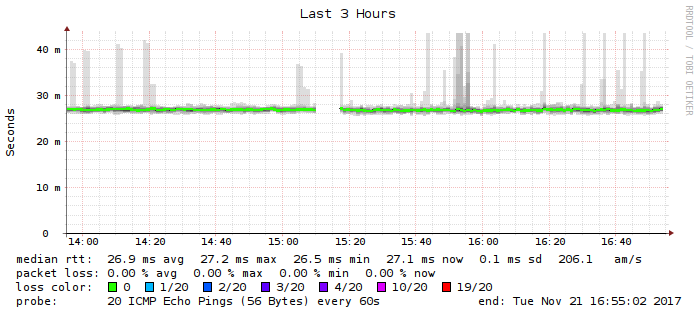 Last 3 Hours
RRDTOOL / TOBI OETIKER
Seconds
40 m
30 m
20 m
10 m
0
14:00 14:20 14:40 15:00 15:20 15:40 16:00 16:20 16:40
median rtt: 26.9 ms avg 27.2 ms max 26.5 ms min 27.1 ms now 0.1 ms sd 206.1 am/s
packet loss: 0.00 % avg 0.00 % max 0.00 % min 0.00 % now
loss color: 0 1/20 2/20 3/20 4/20 10/20 19/20
probe: 20 ICMP Echo Pings (56 Bytes) every 60s end: Tue Nov 21 16:55:02 2017